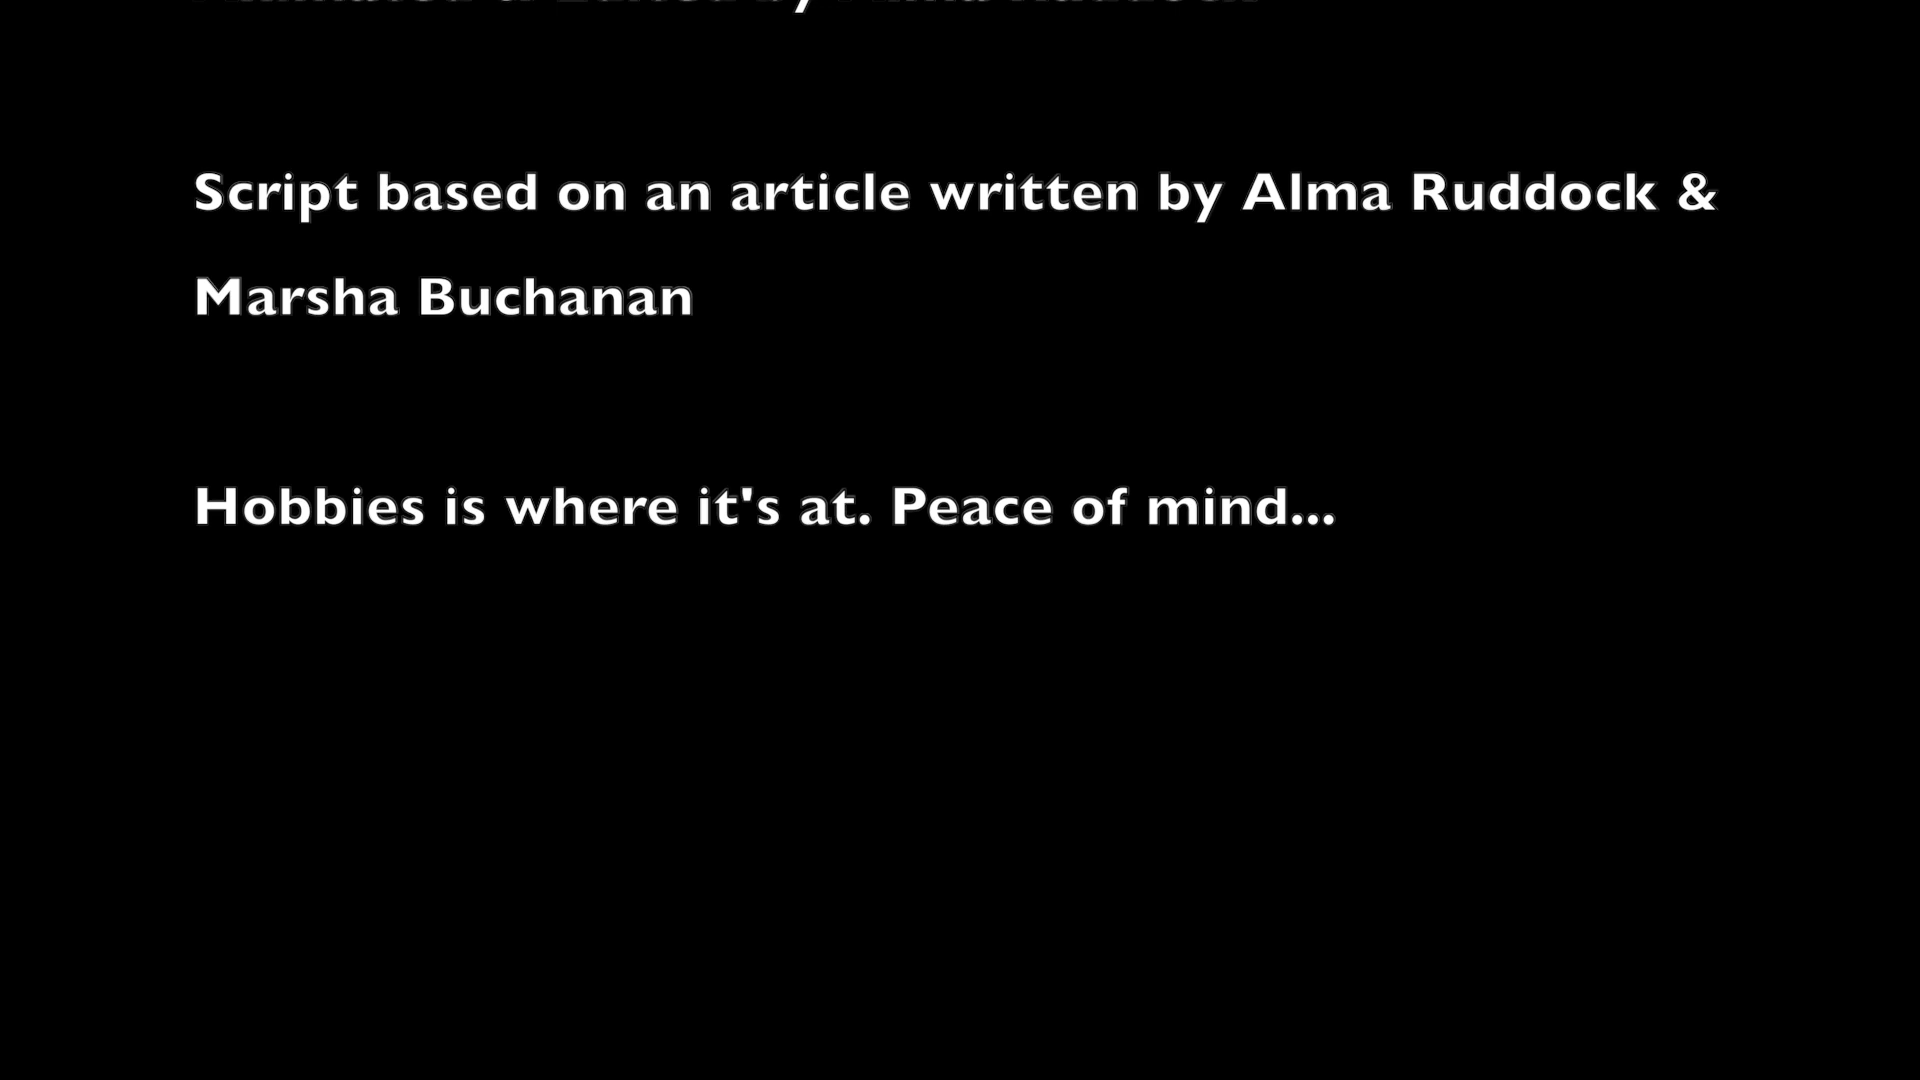 Script based on an article written by Alma Ruddock &
Marsha Buchanan
Hobbies is where it's at. Peace of mind...